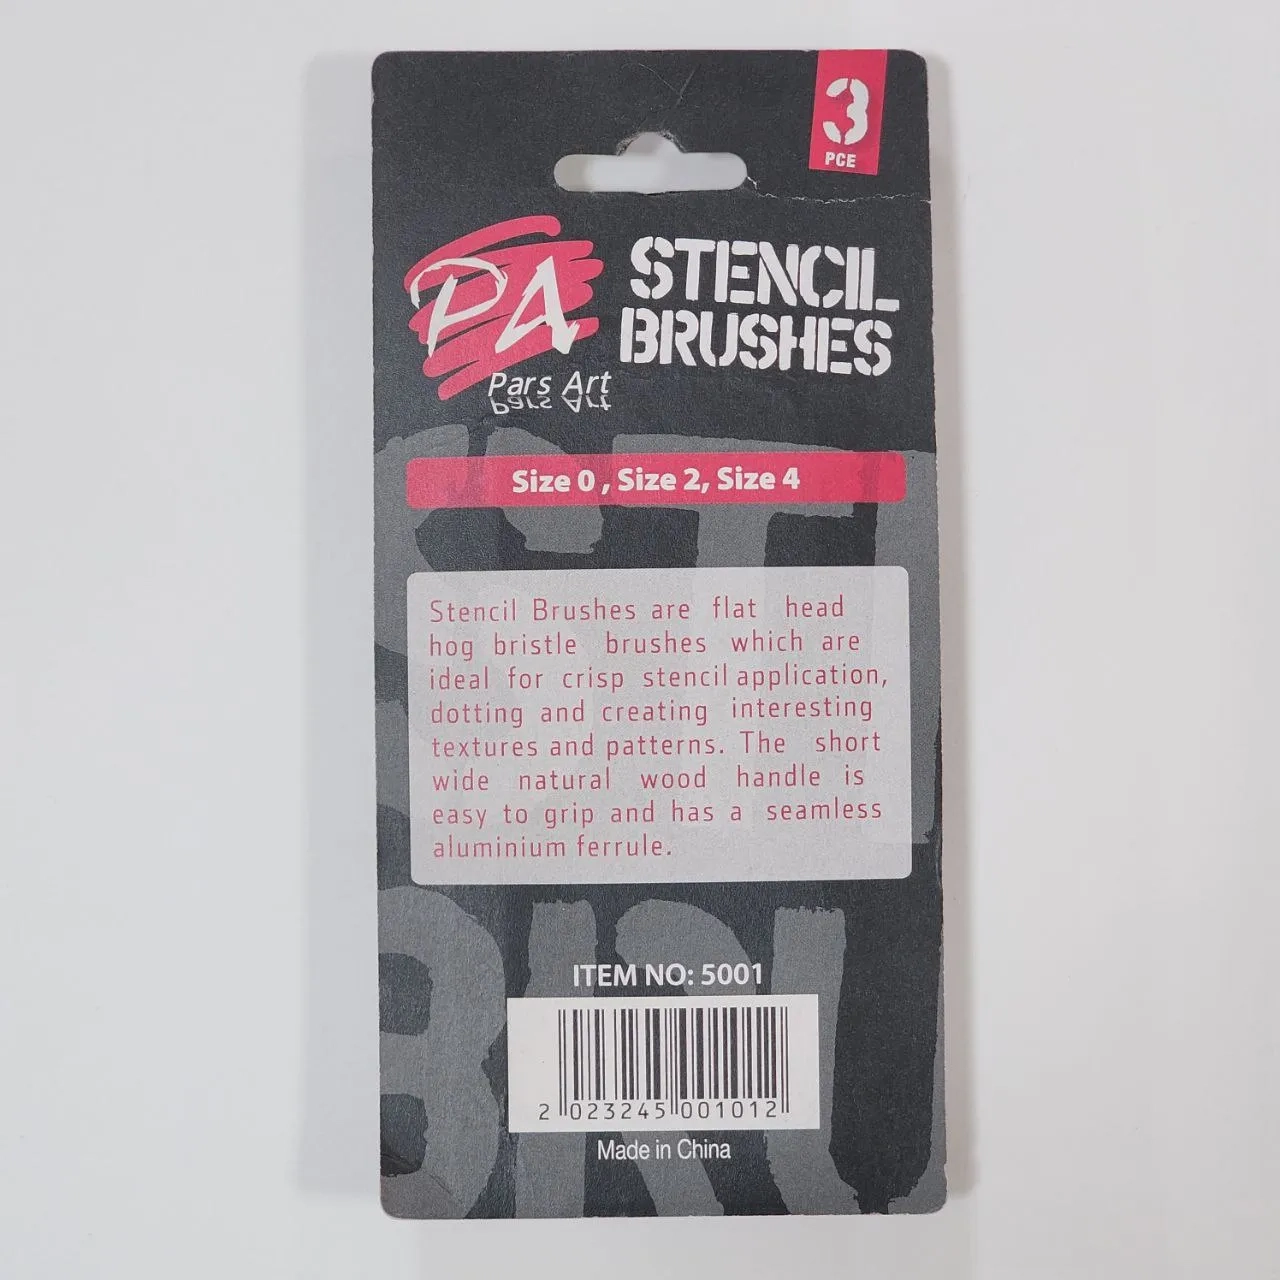 3
PCE
PA
Pars Art
STENCIL
BRUSHES
Size 0 , Size 2, Size 4
Stencil Brushes are flat head
hog bristle brushes which are
ideal for crisp stencil application,
dotting and creating interesting
textures and patterns. The short
wide natural wood handle is
easy to grip and has a seamless
aluminium ferrule.
ITEM NO: 5001
2 023245 001012
Made in China